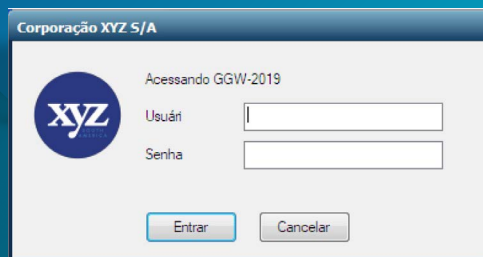 Corporação XYZ S/A
xyz
Acessando GGW-2019
Usuári
Senha
Entrar
Cancelar